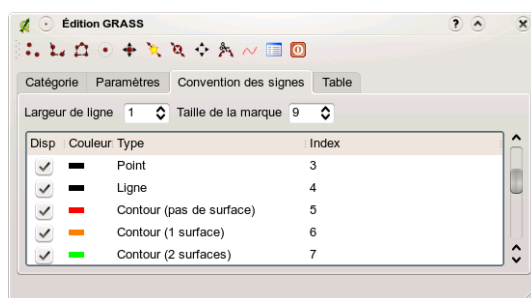 Édition GRASS
Catégorie Paramètres Convention des signes Table
Largeur de ligne 1 Taille de la marque 9
Disp Couleur Type Index
Point 3
Ligne 4
Contour (pas de surface) 5
Contour (1 surface) 6
Contour (2 surfaces) 7